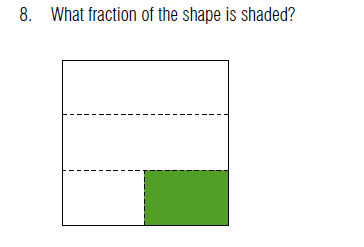 8. What fraction of the shape is shaded?